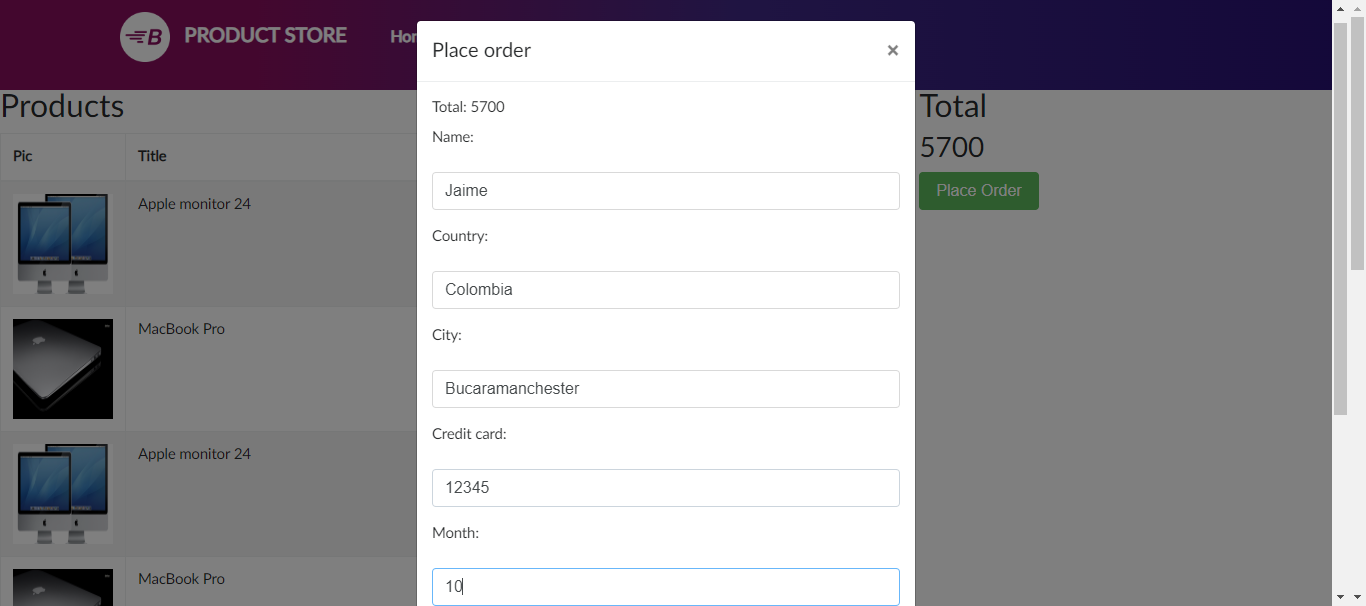 B PRODUCT STORE Hor
Place order ×
Products
Total: 5700
Total
Name:
5700
Pic Title
Jaime
Place Order
Apple monitor 24
Country:
Colombia
MacBook Pro
City:
Bucaramanchester
Credit card:
Apple monitor 24
12345
Month:
MacBook Pro
10